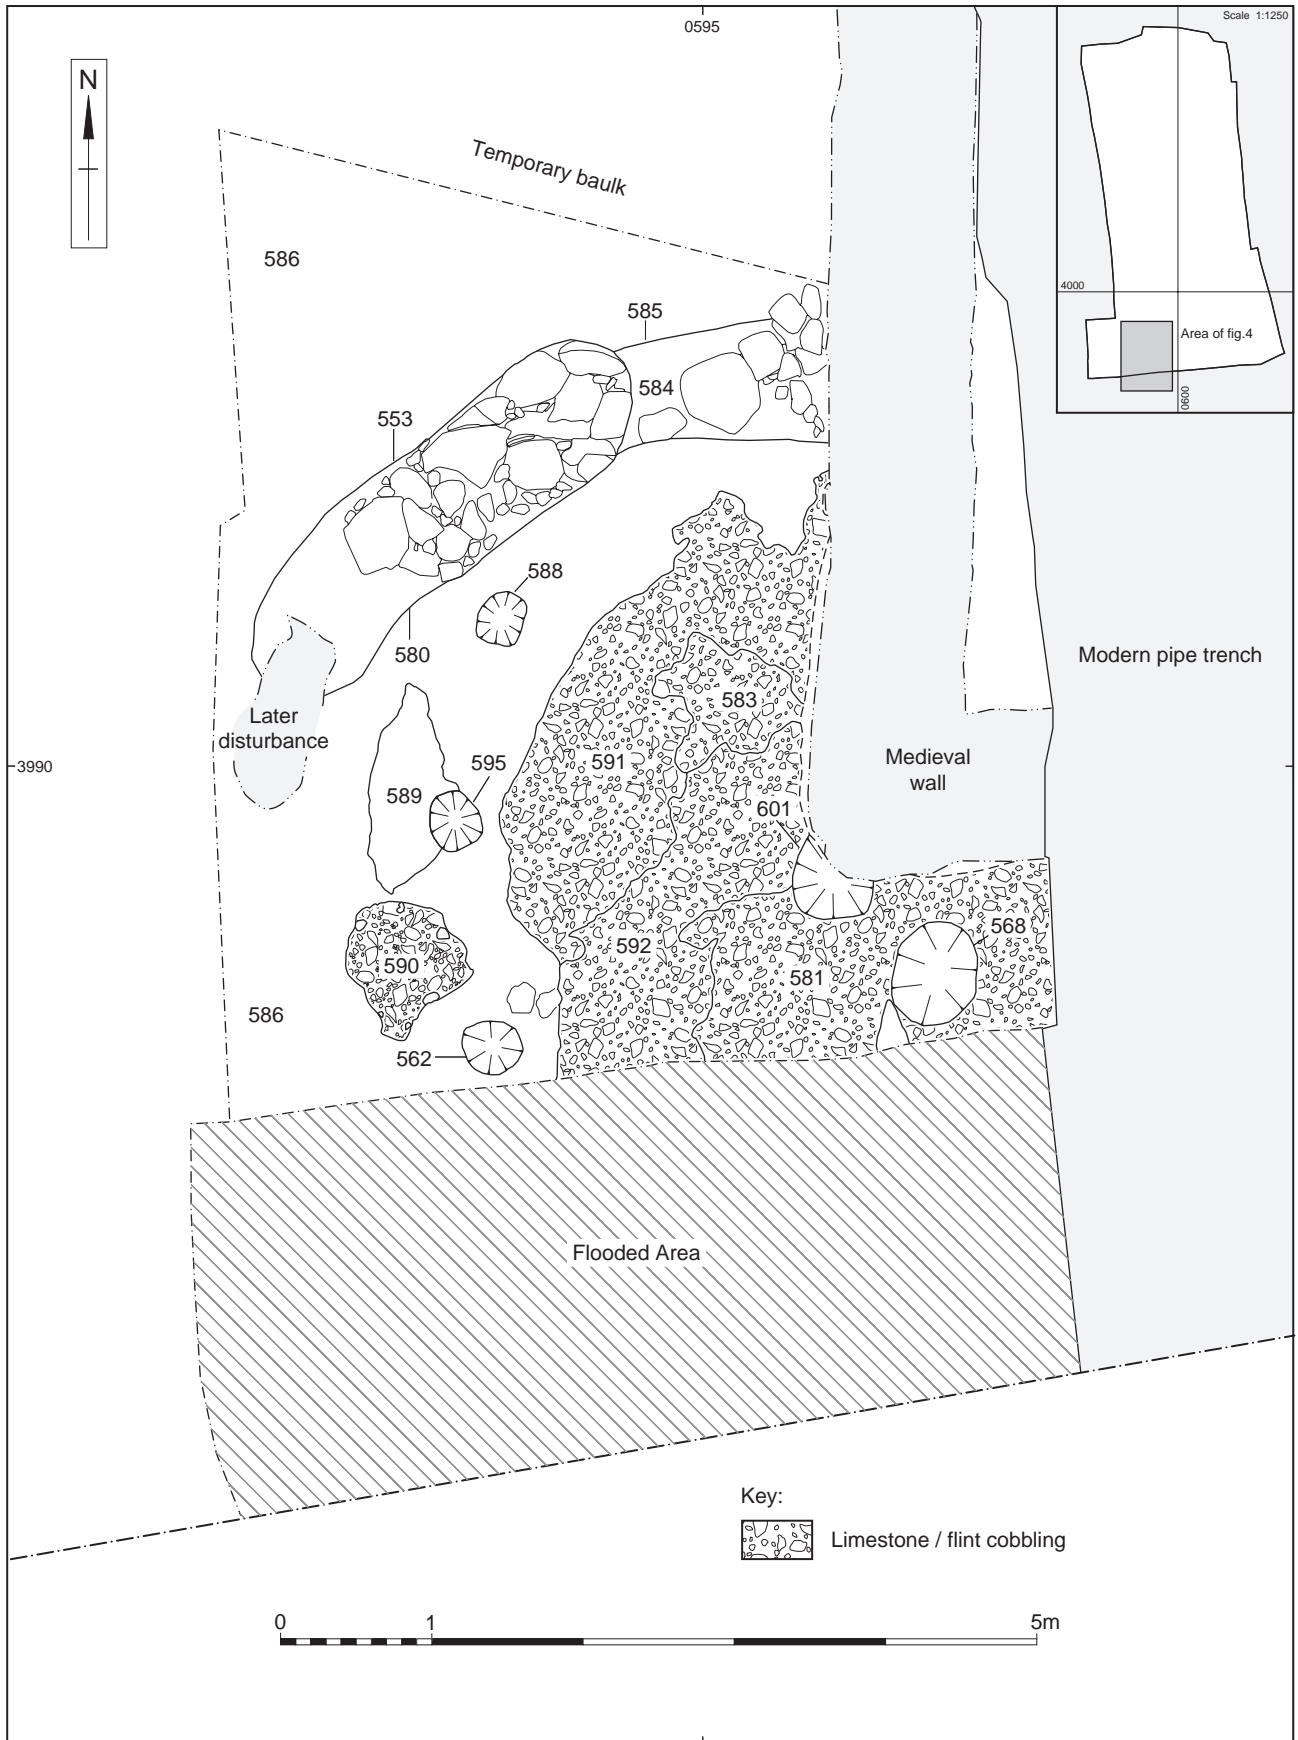 0595
Scale 1:1250
N
Temporary baulk
586
4000
585
Area of fig.4
584
0600
553
588
580
Modern pipe trench
583
Later
disturbance
3990
591
595
Medieval
wall
589
601
568
592
590
581
586
562
Flooded Area
Key:
Limestone / flint cobbling
0
1
5m